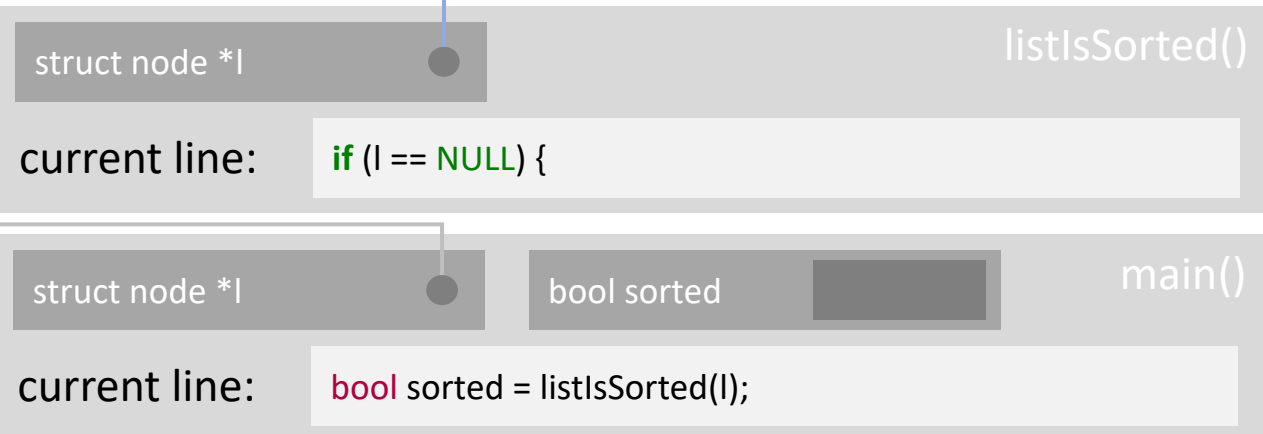 struct node *l
listIsSorted()
current line:
if (l == NULL) {
struct node *l
bool sorted
main()
current line:
bool sorted = listIsSorted(l);